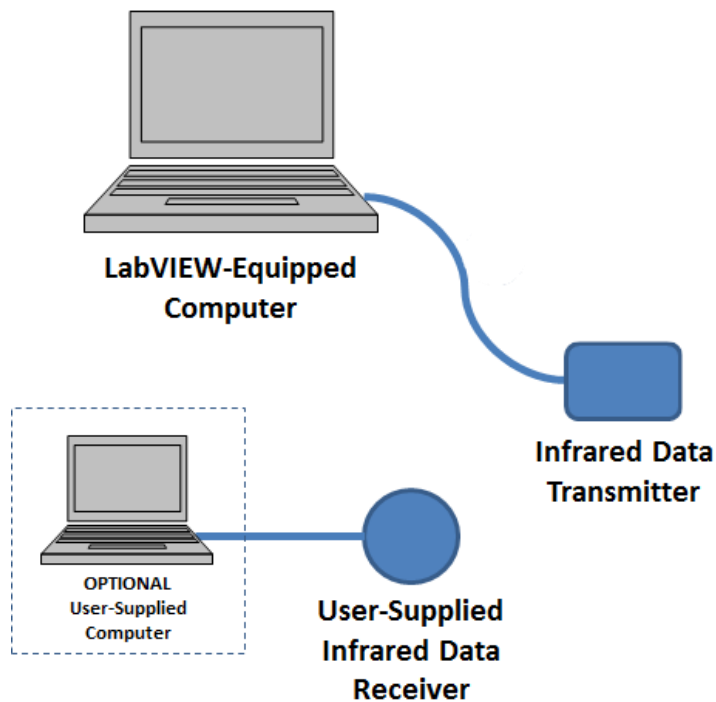 LabVIEW-Equipped
Computer
Infrared Data
Transmitter
OPTIONAL
User-Supplied
Computer
User-Supplied
Infrared Data
Receiver